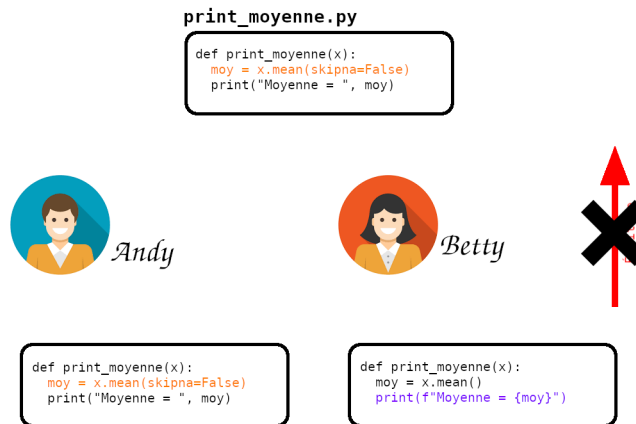 print_moyenne.py
def print_moyenne(x):
  moy = x.mean(skipna=False)
  print("Moyenne = ", moy)
Andy
Betty
def print_moyenne(x):
  moy = x.mean(skipna=False)
  print("Moyenne = ", moy)
def print_moyenne(x):
  moy = x.mean()
  print(f"Moyenne = {moy}")